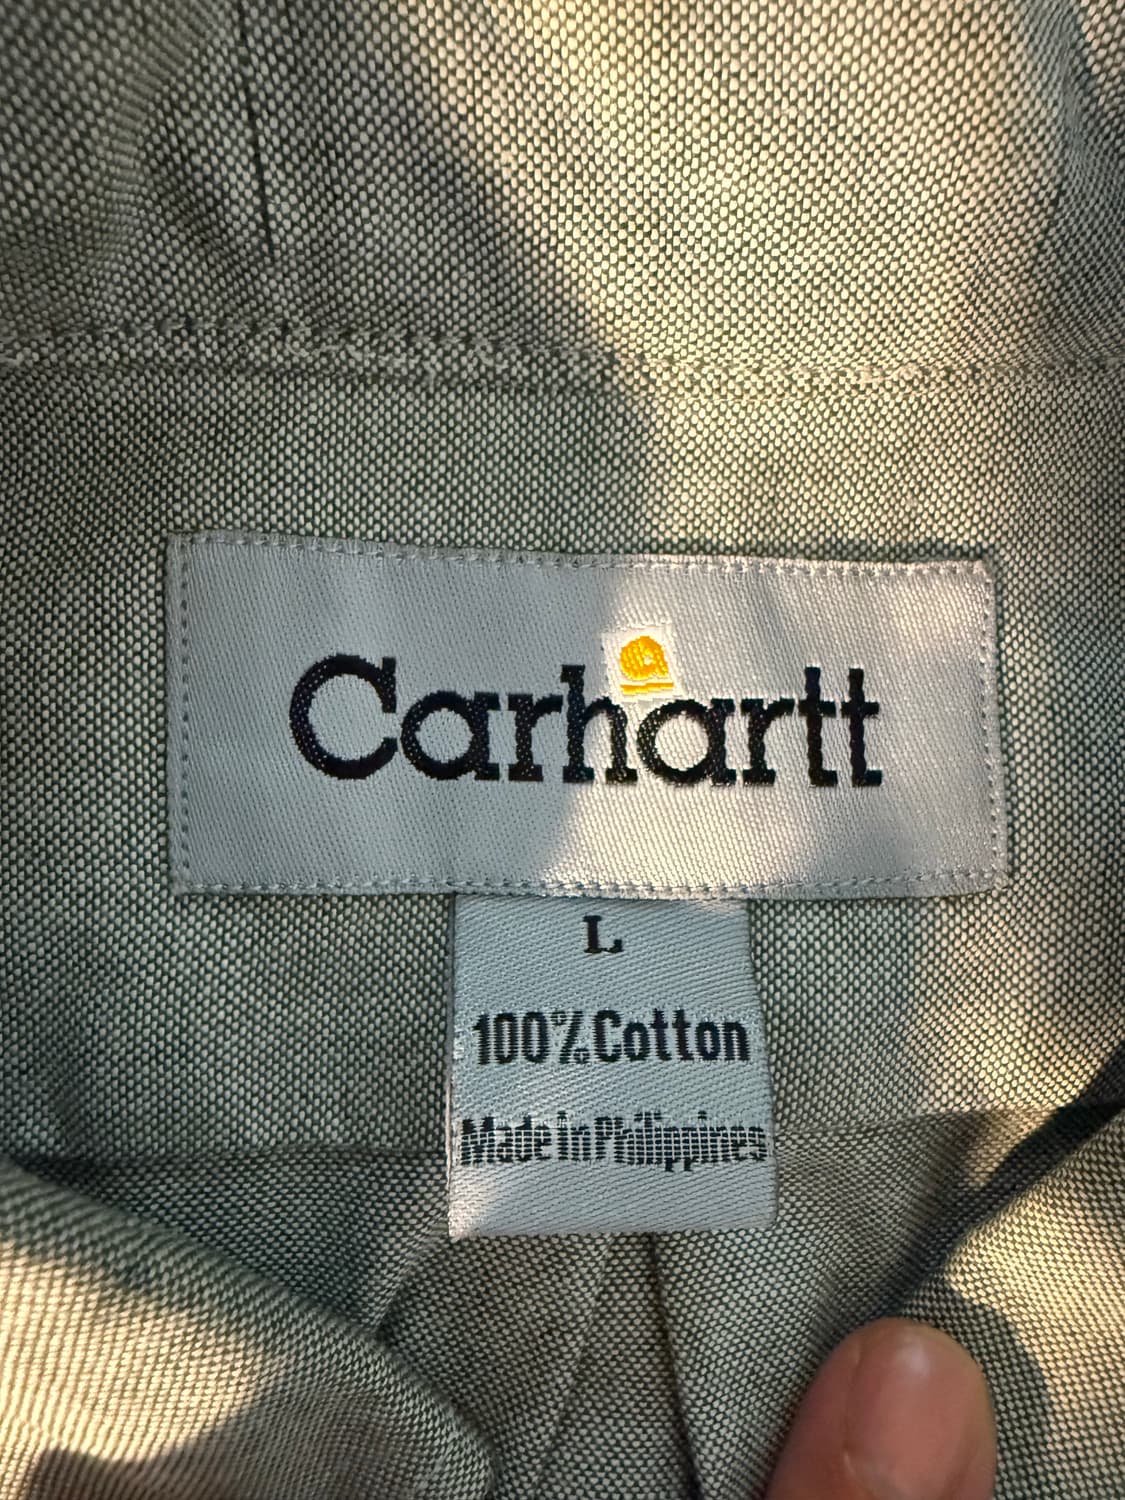 Carhartt
L
100% Cotton
Made in Philippines